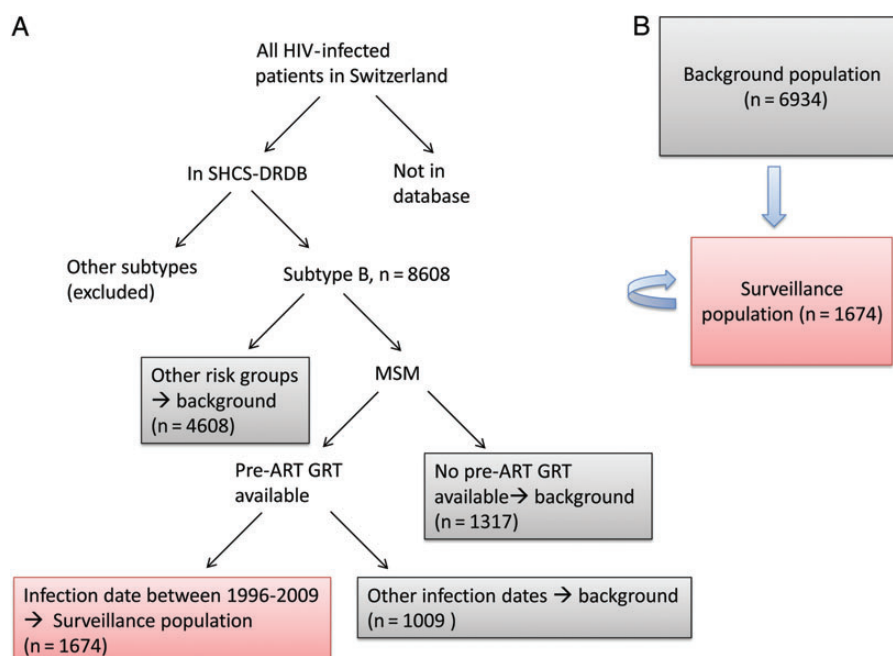 A
All HIV-infected
patients in Switzerland
In SHCS-DRDB
Not in
database
Other subtypes
(excluded)
Subtype B, n = 8608
Other risk groups
→ background
(n = 4608)
MSM
Pre-ART GRT
available
No pre-ART GRT
available→ background
(n = 1317)
Infection date between 1996-2009
→ Surveillance population
(n = 1674)
Other infection dates → background
(n = 1009 )
B
Background population
(n = 6934)
Surveillance
population (n = 1674)